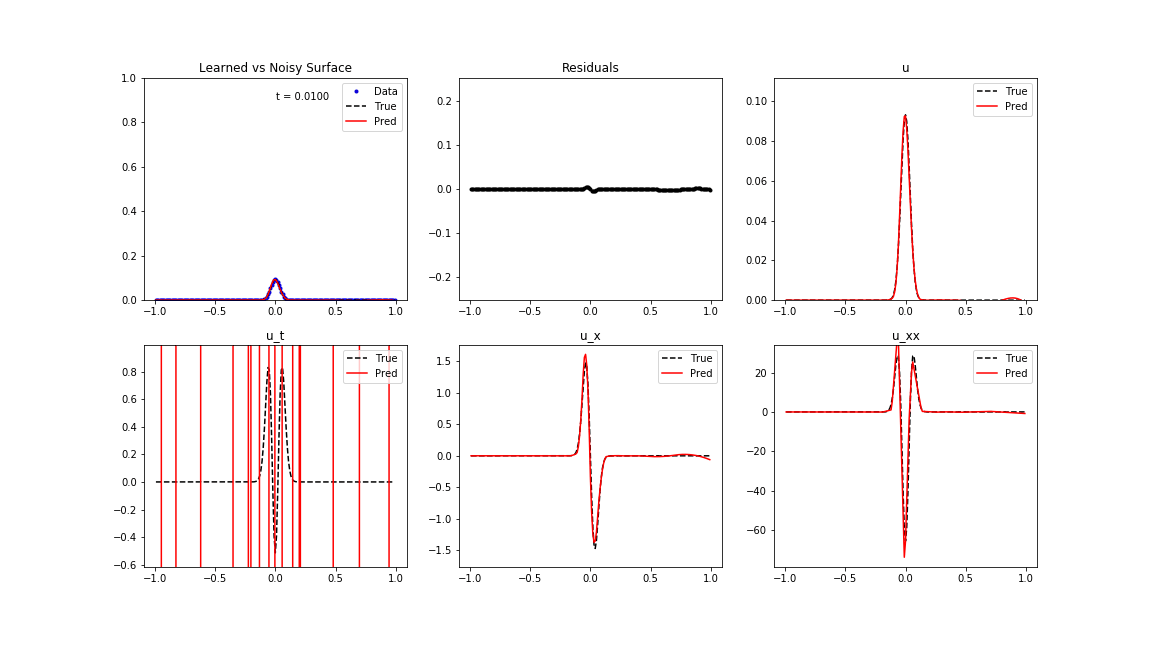 Learned vs Noisy Surface
1.0
0.8
0.6
0.4
0.2
0.0
−1.0 −0.5 0.0 0.5 1.0
t = 0.0100
Data
True
Pred
Residuals
0.2
0.1
0.0
−0.1
−0.2
−1.0 −0.5 0.0 0.5 1.0
u
0.10
0.08
0.06
0.04
0.02
0.00
−1.0 −0.5 0.0 0.5 1.0
True
Pred
u_t
0.8
0.6
0.4
0.2
0.0
−0.2
−0.4
−0.6
−1.0 −0.5 0.0 0.5 1.0
True
Pred
u_x
1.5
1.0
0.5
0.0
−0.5
−1.0
−1.5
−1.0 −0.5 0.0 0.5 1.0
True
Pred
u_xx
20
0
−20
−40
−60
−1.0 −0.5 0.0 0.5 1.0
True
Pred